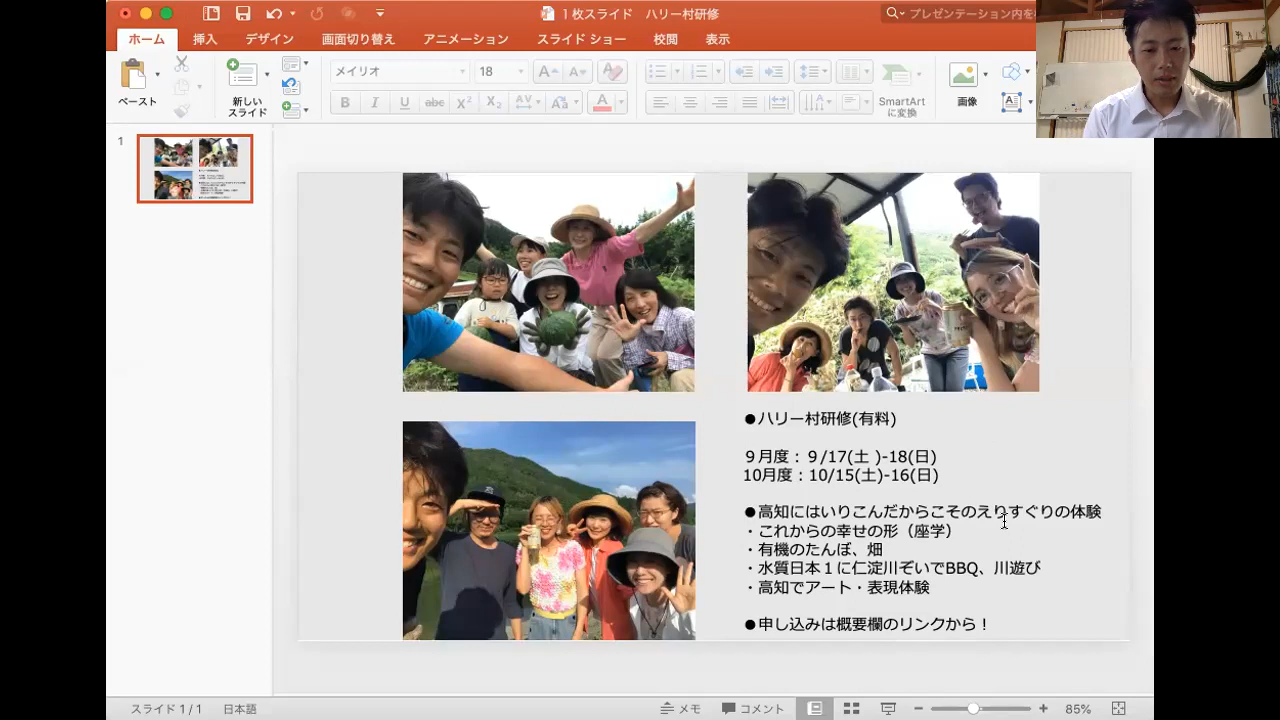 1 枚スライド　ハリー村研修
プレゼンテーション内を
ホーム　挿入　デザイン　画面切り替え　アニメーション　スライド ショー　校閲　表示
ペースト
新しい
スライド
メイリオ　18
B I U abc X² X₂ AV Aa A
SmartArt
に変換
画像
1
●ハリー村研修(有料)
９月度：９/17(土 )-18(日)
10月度：10/15(土)-16(日)
●高知にはいりこんだからこそのえりすぐりの体験
・これからの幸せの形（座学）
・有機のたんぼ、畑
・水質日本１に仁淀川ぞいでBBQ、川遊び
・高知でアート・表現体験
●申し込みは概要欄のリンクから！
スライド 1 / 1　日本語　メモ　コメント　85%